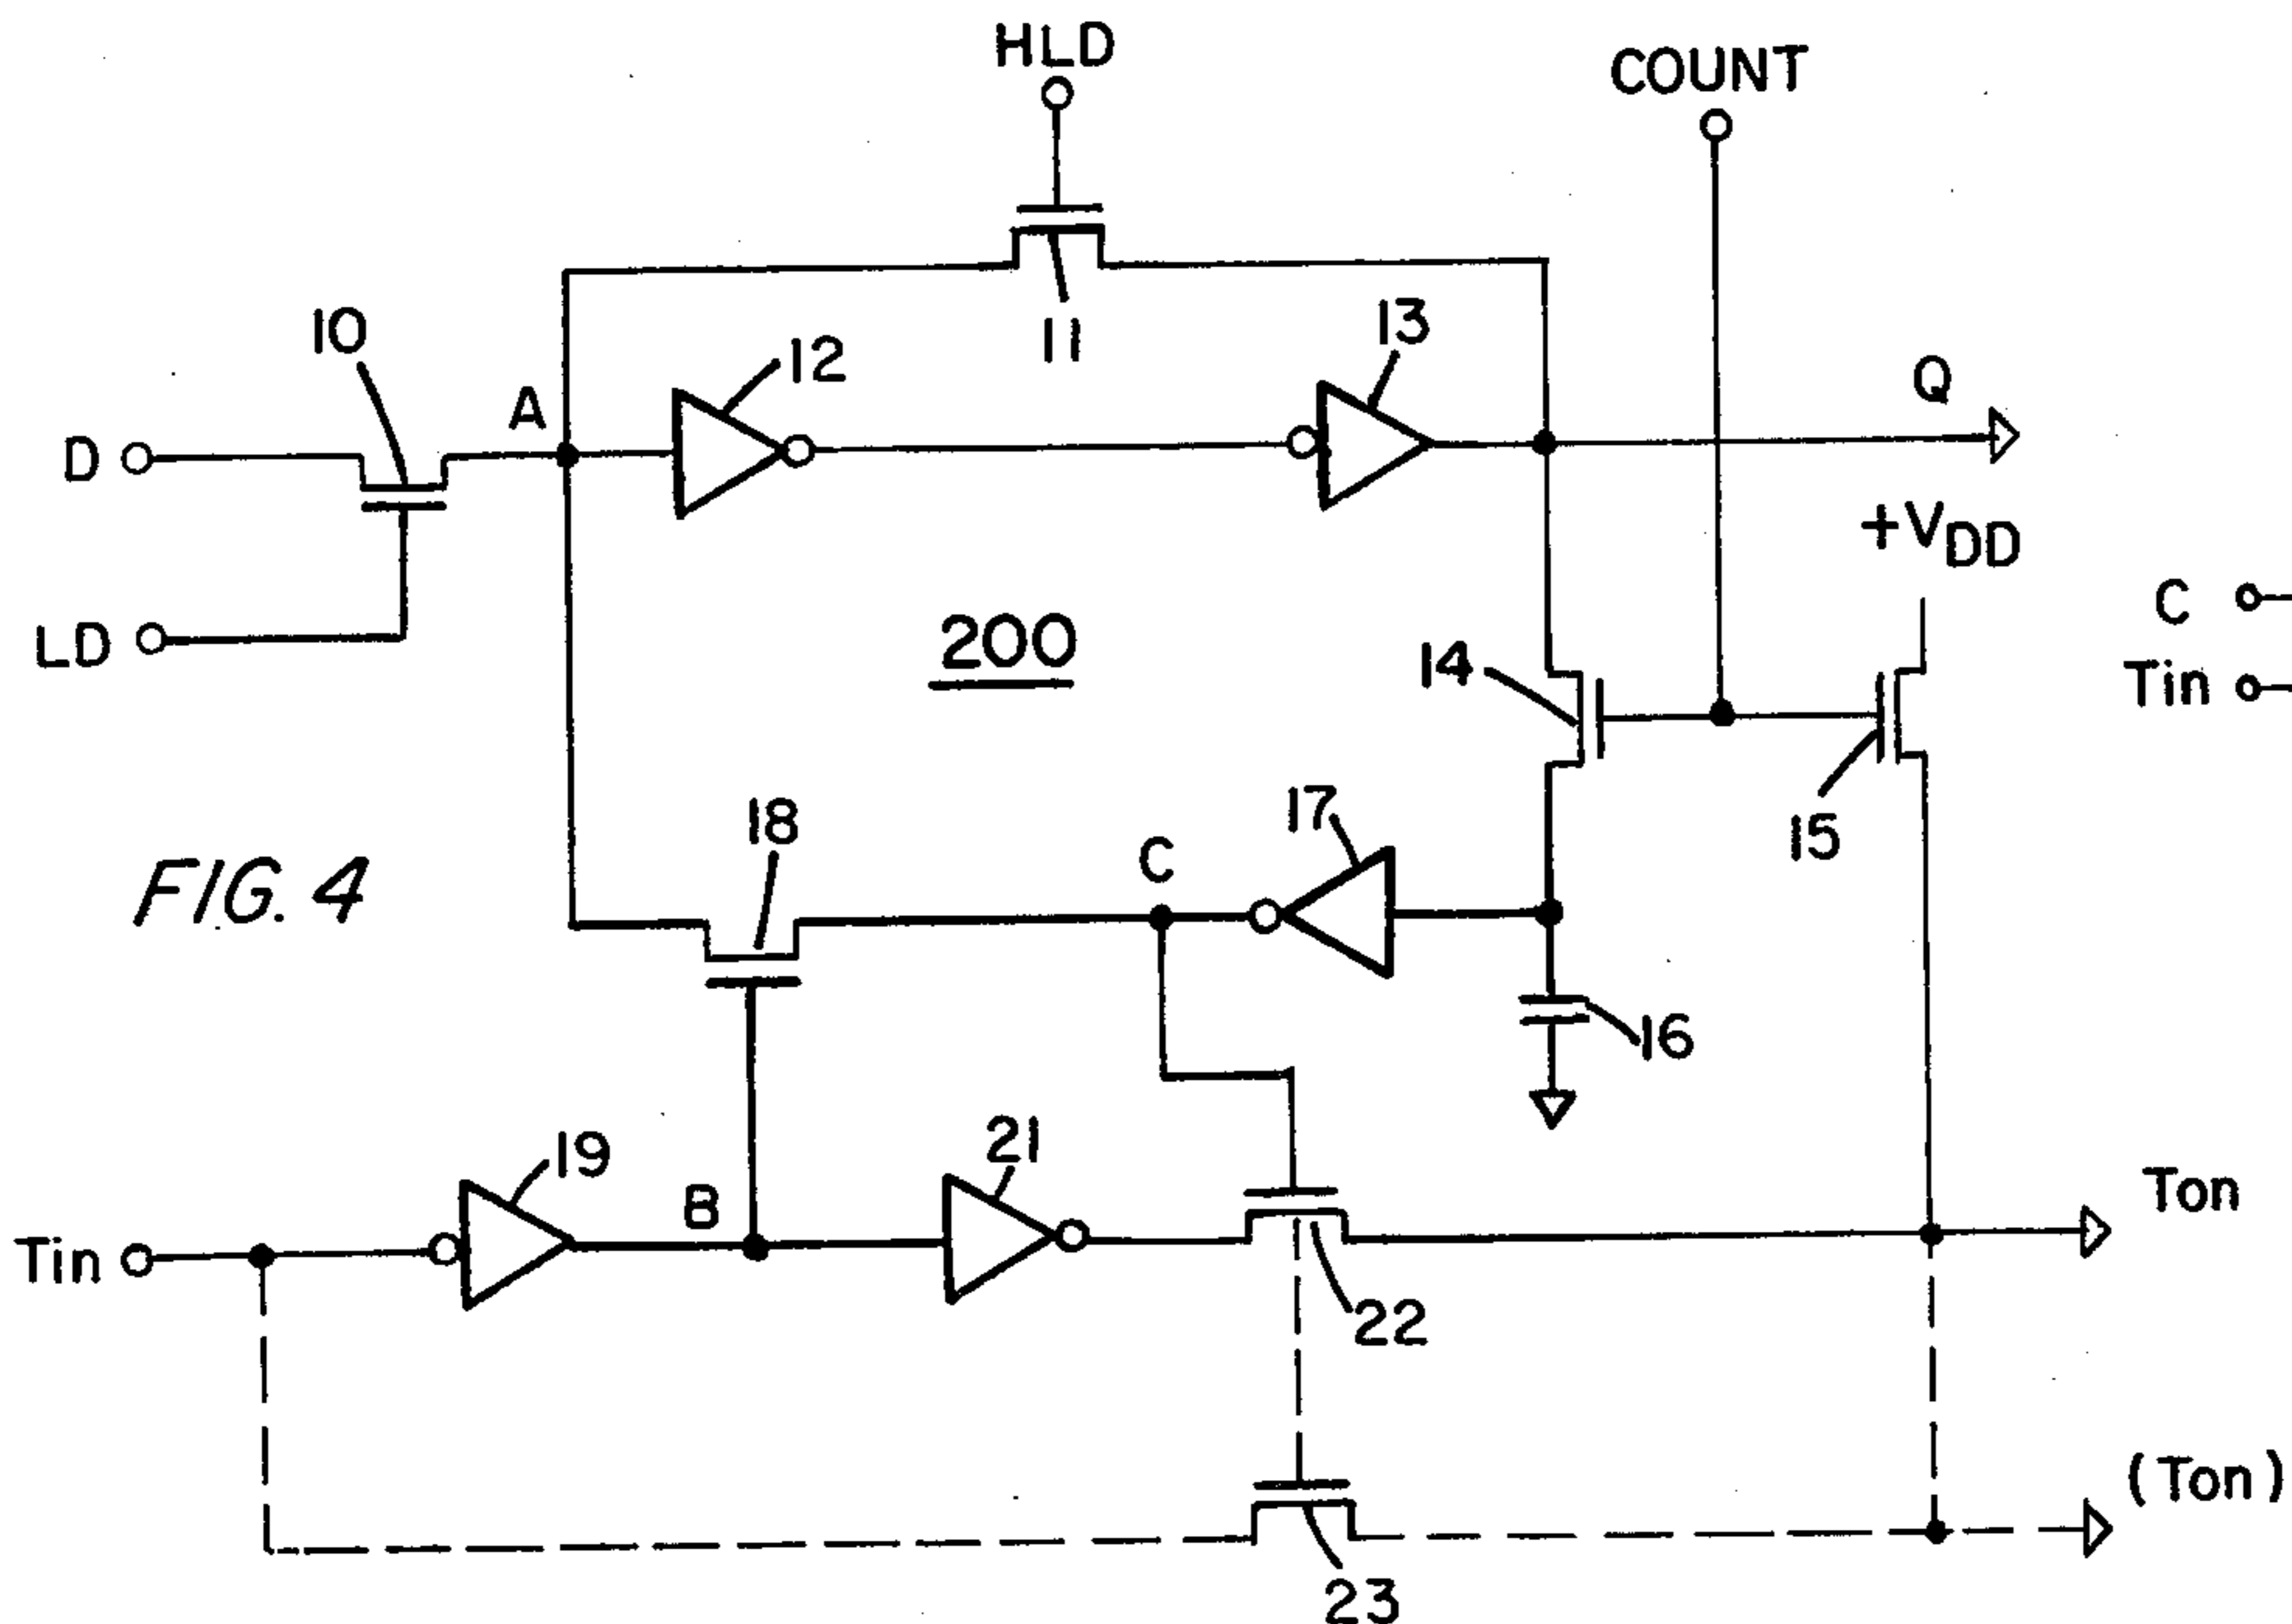 HLD
COUNT
10
11
12
13
A
Q
D
+VDD
LD
200
14
C
Tin
15
18
C
17
FIG. 4
16
19
B
21
Ton
Tin
22
(Ton)
23